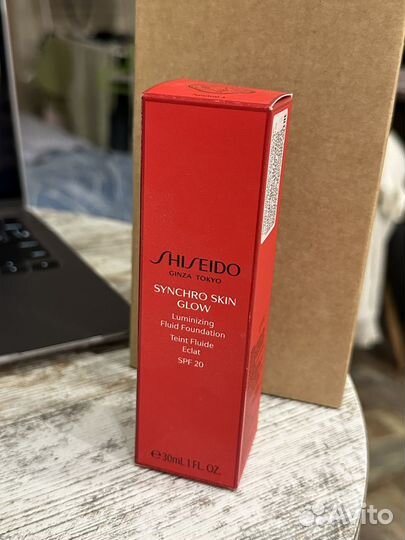 SHISEIDO
GINZA TOKYO
SYNCHRO SKIN
GLOW
Luminizing
Fluid Foundation
Teint Fluide
Eclat
SPF 20
℮30mL 1 FL. OZ.
Avito